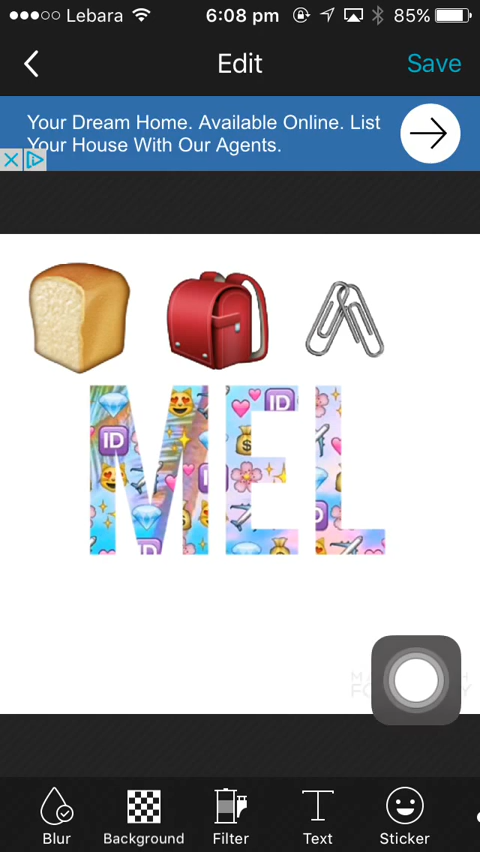 Lebara 6:08 pm 85%
Edit Save
Your Dream Home. Available Online. List
Your House With Our Agents.
MEL
Blur Background Filter Text Sticker